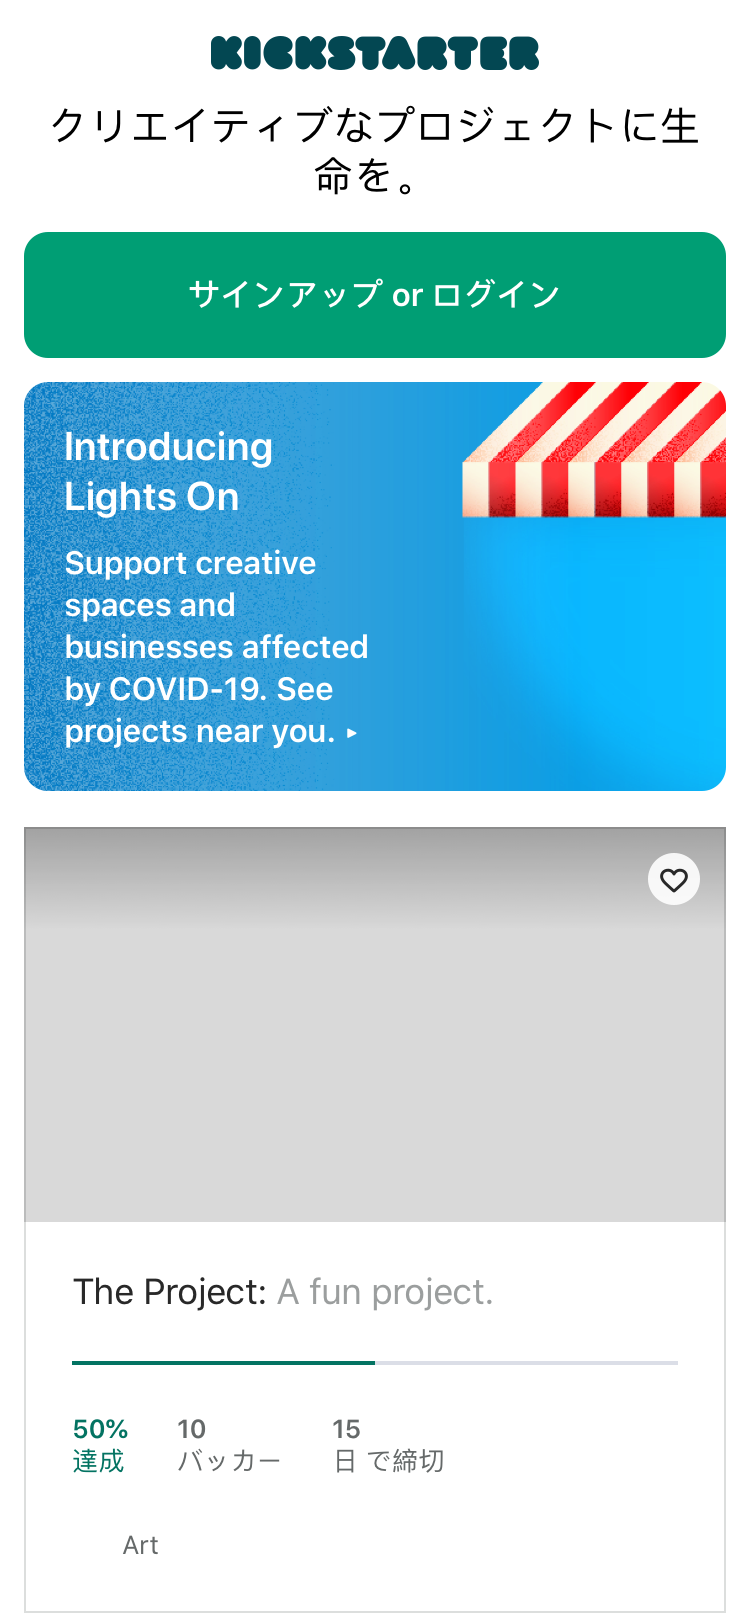 KICKSTARTER
クリエイティブなプロジェクトに生
命を。
サインアップ or ログイン
Introducing
Lights On
Support creative
spaces and
businesses affected
by COVID-19. See
projects near you. ▸
The Project: A fun project.
50% 10 15
達成 バッカー 日 で締切
Art